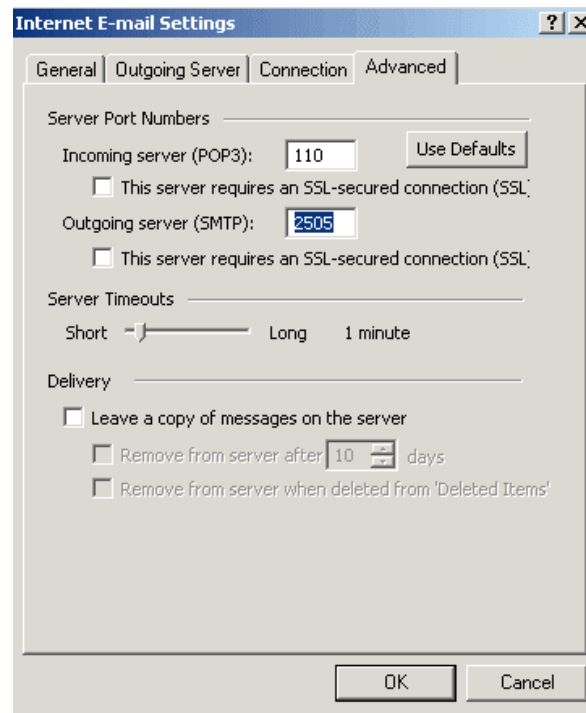 Internet E-mail Settings
General Outgoing Server Connection Advanced
Server Port Numbers
Incoming server (POP3): 110 Use Defaults
This server requires an SSL-secured connection (SSL)
Outgoing server (SMTP): 2505
This server requires an SSL-secured connection (SSL)
Server Timeouts
Short Long 1 minute
Delivery
Leave a copy of messages on the server
Remove from server after 10 days
Remove from server when deleted from 'Deleted Items'
OK Cancel